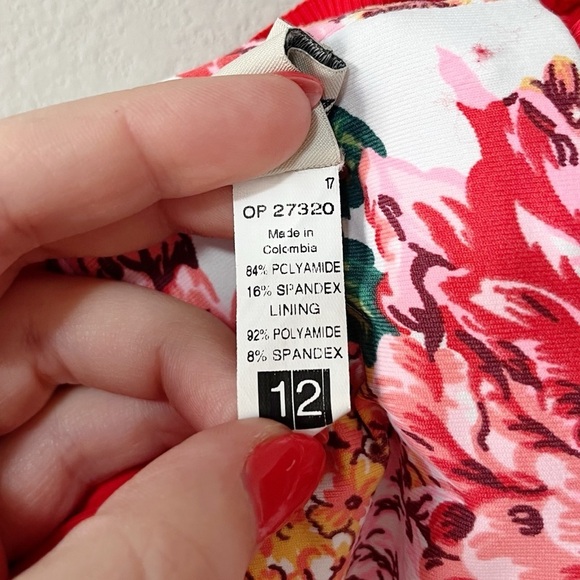 17
OP 27320
Made in
Colombia
84% POLYAMIDE
16% SPANDEX
LINING
92% POLYAMIDE
8% SPANDEX
12